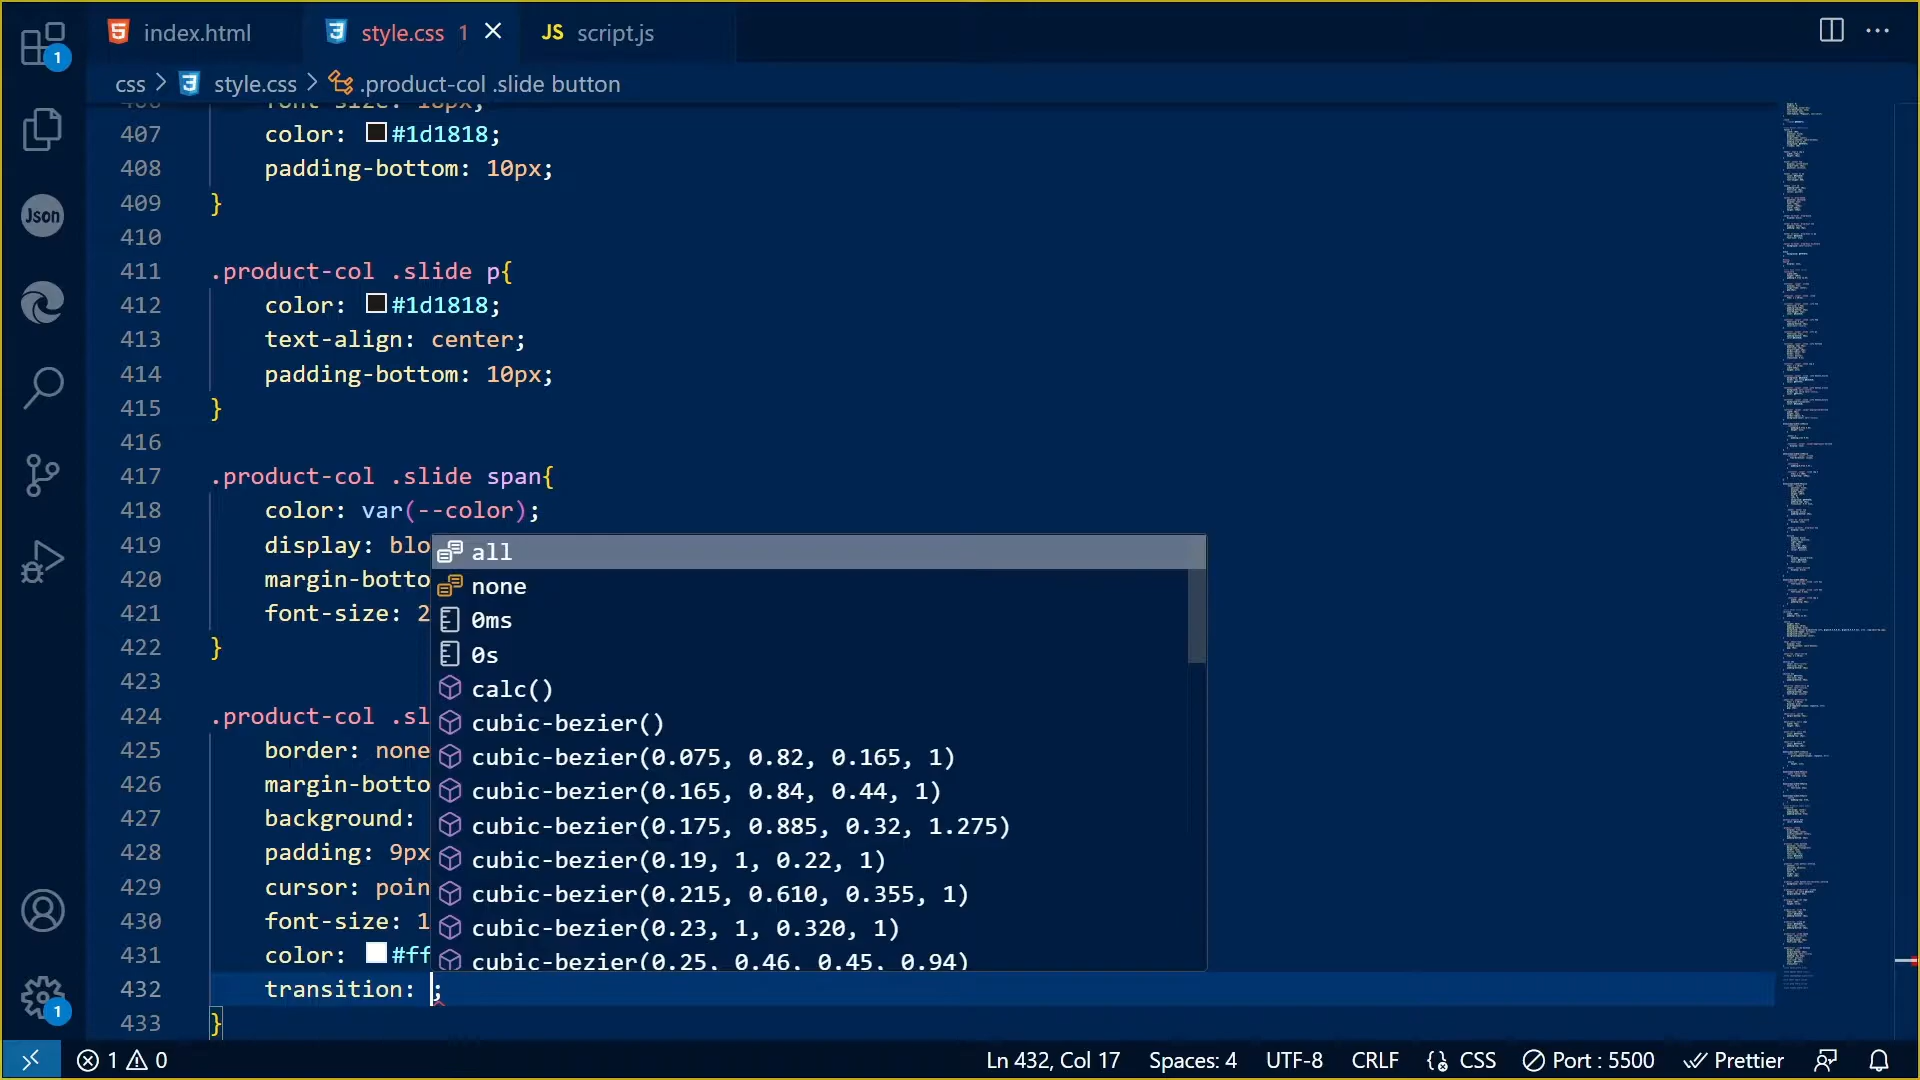 index.html
style.css 1
JS script.js
css > style.css > .product-col .slide button
407 color: #1d1818;
408 padding-bottom: 10px;
409 }
410
411 .product-col .slide p{
412 color: #1d1818;
413 text-align: center;
414 padding-bottom: 10px;
415 }
416
417 .product-col .slide span{
418 color: var(--color);
419 display: blo
420 margin-botto
421 font-size: 2
422 }
423
424 .product-col .sl
425 border: none
426 margin-botto
427 background:
428 padding: 9px
429 cursor: poin
430 font-size: 1
431 color: #ff
432 transition: ;
433 }
all
none
0ms
0s
calc()
cubic-bezier()
cubic-bezier(0.075, 0.82, 0.165, 1)
cubic-bezier(0.165, 0.84, 0.44, 1)
cubic-bezier(0.175, 0.885, 0.32, 1.275)
cubic-bezier(0.19, 1, 0.22, 1)
cubic-bezier(0.215, 0.610, 0.355, 1)
cubic-bezier(0.23, 1, 0.320, 1)
cubic-bezier(0.25, 0.46, 0.45, 0.94)
1
Json
1
1 0
Ln 432, Col 17 Spaces: 4 UTF-8 CRLF CSS Port : 5500 Prettier